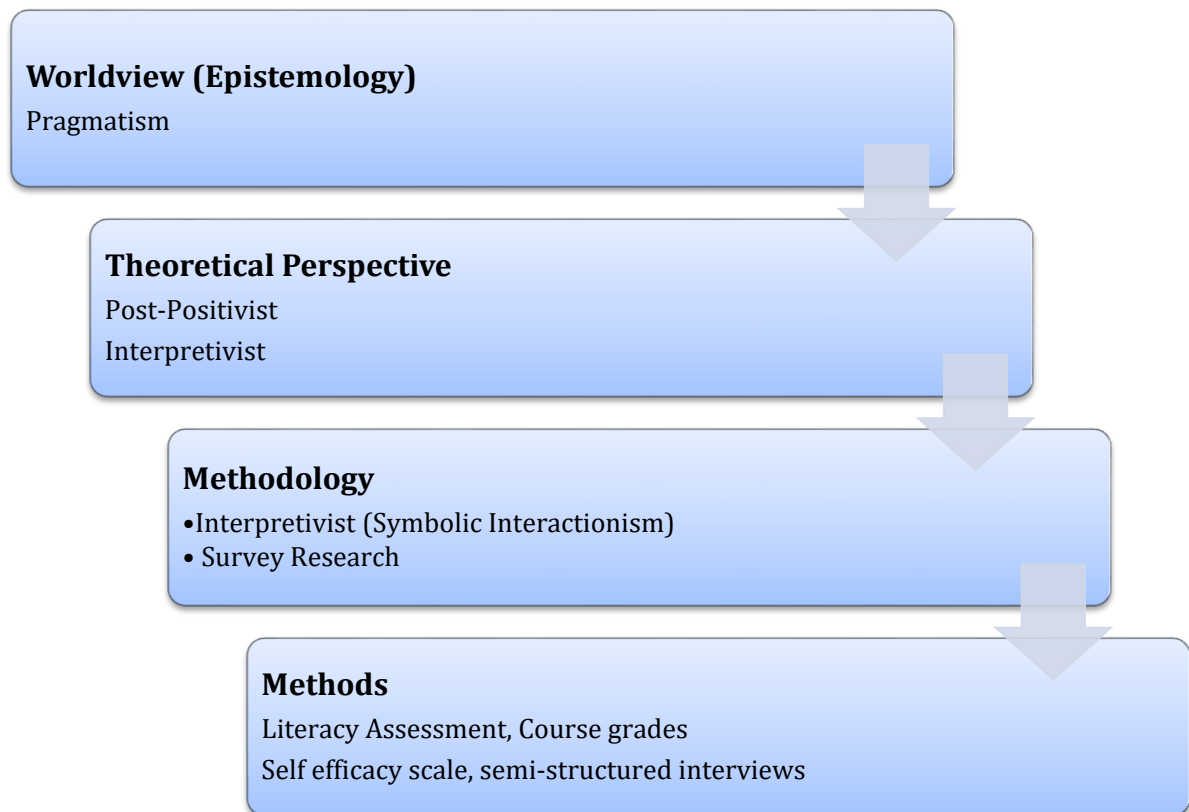 Worldview (Epistemology)
Pragmatism
Theoretical Perspective
Post-Positivist
Interpretivist
Methodology
•Interpretivist (Symbolic Interactionism)
• Survey Research
Methods
Literacy Assessment, Course grades
Self efficacy scale, semi-structured interviews